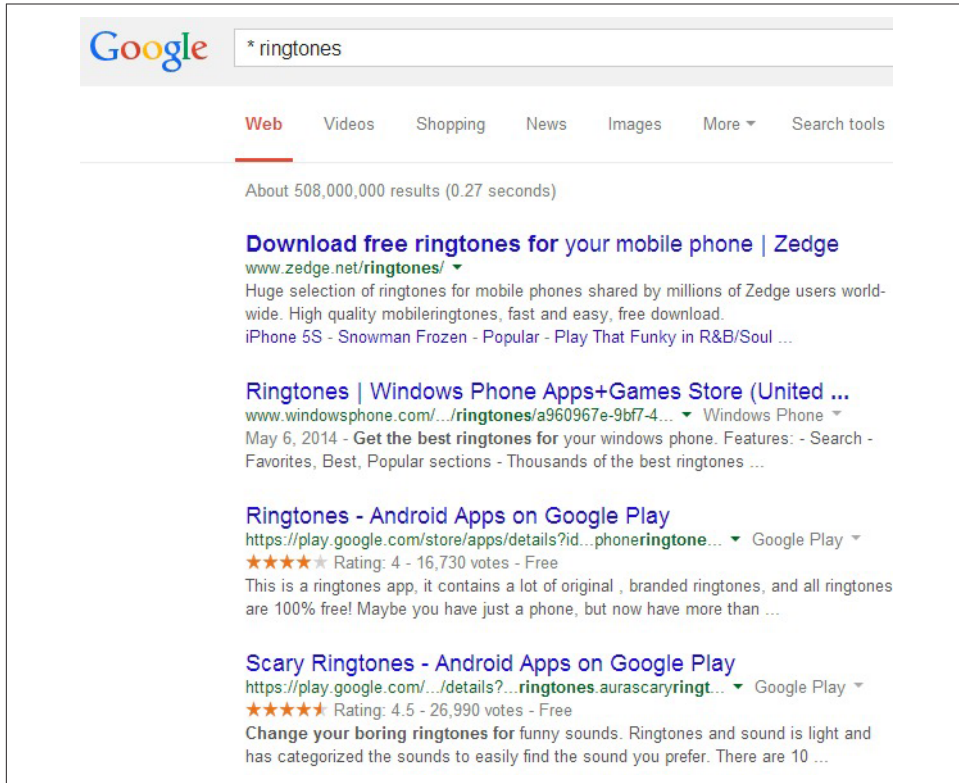 Google
* ringtones
Web Videos Shopping News Images More Search tools
About 508,000,000 results (0.27 seconds)
Download free ringtones for your mobile phone | Zedge
www.zedge.net/ringtones/
Huge selection of ringtones for mobile phones shared by millions of Zedge users world-
wide. High quality mobileringtones, fast and easy, free download.
iPhone 5S - Snowman Frozen - Popular - Play That Funky in R&B/Soul ...
Ringtones | Windows Phone Apps+Games Store (United ...
www.windowsphone.com/.../ringtones/a960967e-9bf7-4... Windows Phone
May 6, 2014 - Get the best ringtones for your windows phone. Features: - Search -
Favorites, Best, Popular sections - Thousands of the best ringtones ...
Ringtones - Android Apps on Google Play
https://play.google.com/store/apps/details?id...phoneringtone... Google Play
★★★★★ Rating: 4 - 16,730 votes - Free
This is a ringtones app, it contains a lot of original , branded ringtones, and all ringtones
are 100% free! Maybe you have just a phone, but now have more than ...
Scary Ringtones - Android Apps on Google Play
https://play.google.com/.../details?...ringtones.aurascaryringt... Google Play
★★★★★ Rating: 4.5 - 26,990 votes - Free
Change your boring ringtones for funny sounds. Ringtones and sound is light and
has categorized the sounds to easily find the sound you prefer. There are 10 ...